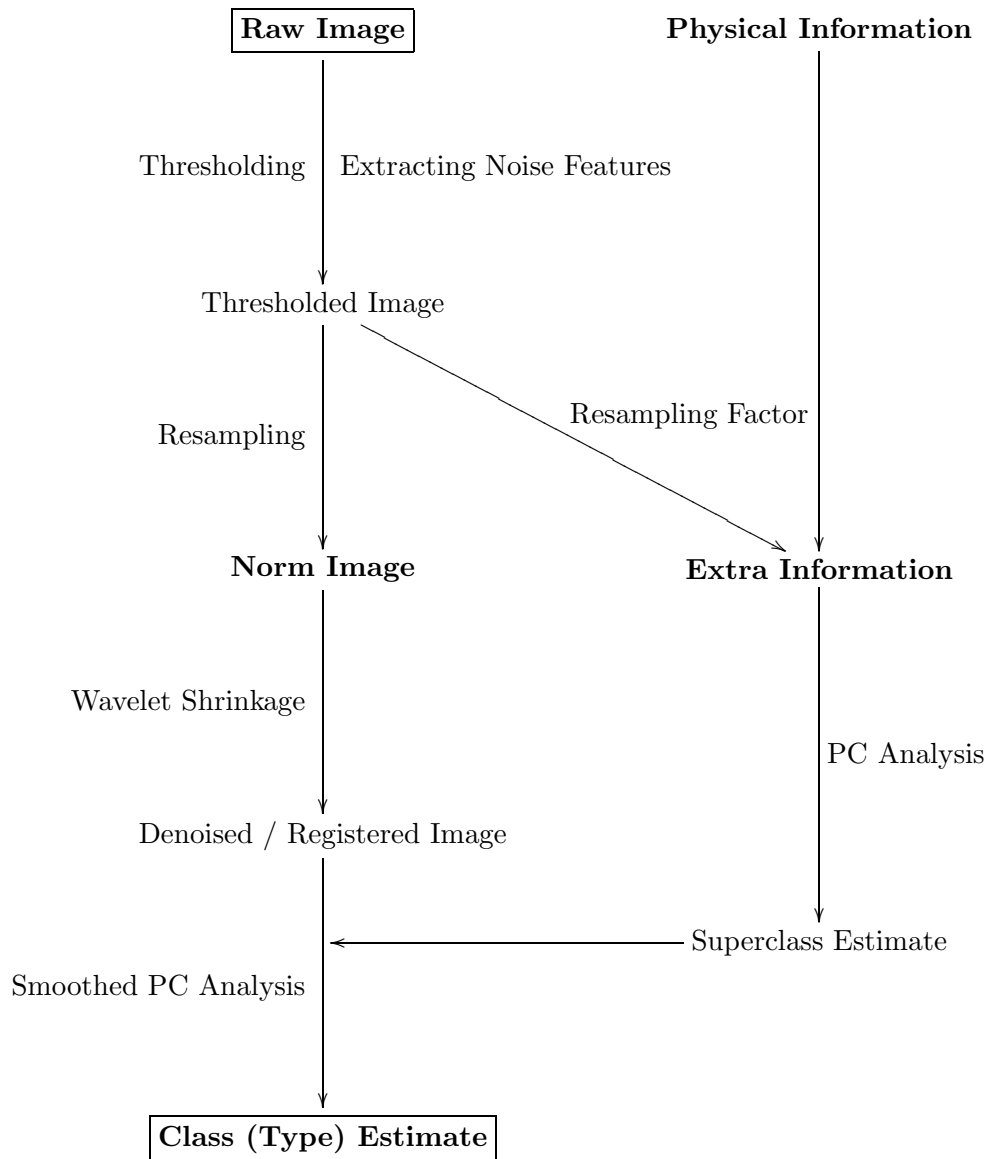 Raw Image
Physical Information
Thresholding
Extracting Noise Features
Thresholded Image
Resampling Factor
Resampling
Norm Image
Extra Information
Wavelet Shrinkage
PC Analysis
Denoised / Registered Image
Superclass Estimate
Smoothed PC Analysis
Class (Type) Estimate